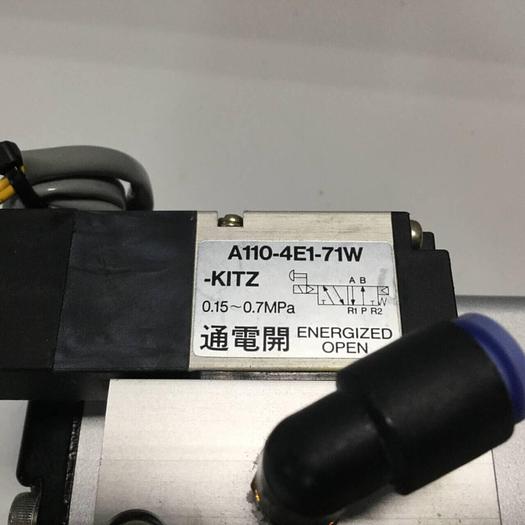 A110-4E1-71W
-KITZ
A B
R1 P R2
0.15~0.7MPa
通電開 ENERGIZED
OPEN